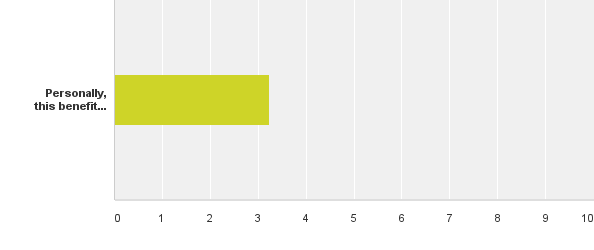 Personally,
this benefit...
0 1 2 3 4 5 6 7 8 9 10